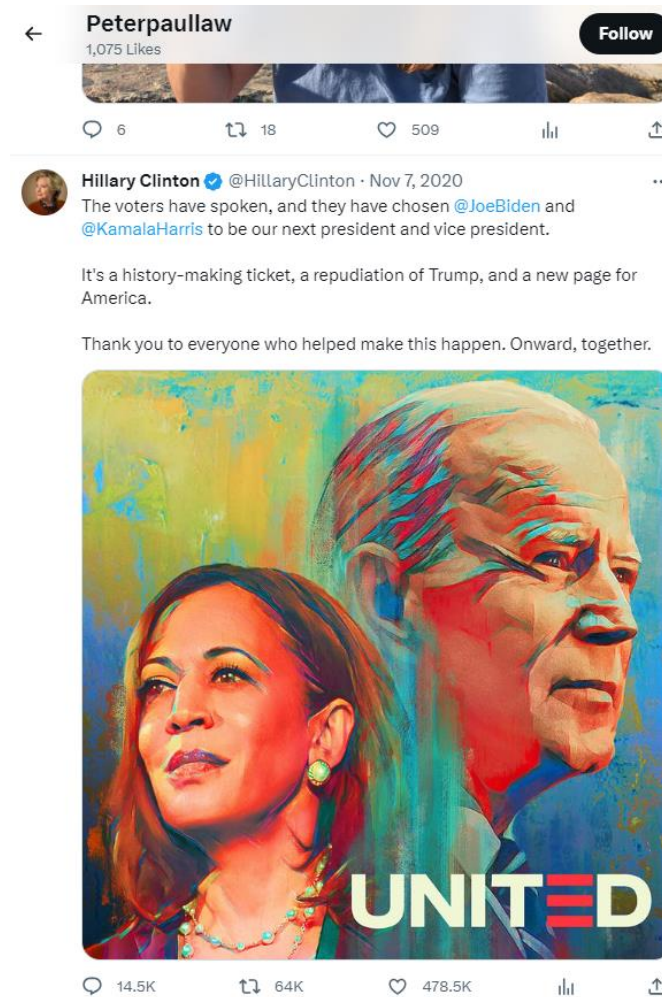 Peterpaullaw
1,075 Likes
Follow
6 18 509
Hillary Clinton @HillaryClinton · Nov 7, 2020
The voters have spoken, and they have chosen @JoeBiden and
@KamalaHarris to be our next president and vice president.
It's a history-making ticket, a repudiation of Trump, and a new page for
America.
Thank you to everyone who helped make this happen. Onward, together.
UNITED
14.5K 64K 478.5K